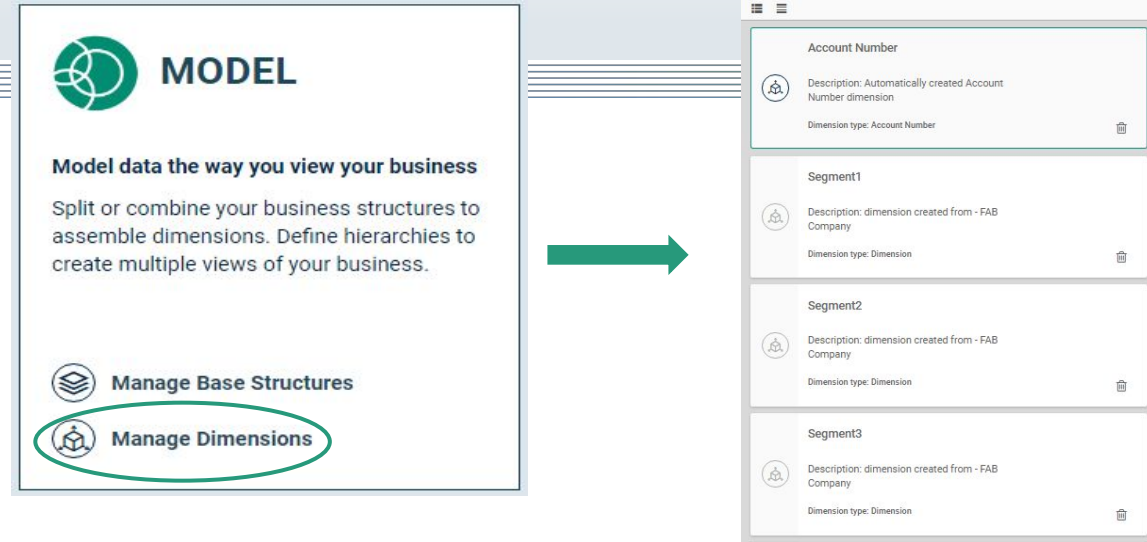 MODEL
Model data the way you view your business
Split or combine your business structures to
assemble dimensions. Define hierarchies to
create multiple views of your business.
Manage Base Structures
Manage Dimensions
Account Number
Description: Automatically created Account
Number dimension
Dimension type: Account Number
Segment1
Description: dimension created from - FAB
Company
Dimension type: Dimension
Segment2
Description: dimension created from - FAB
Company
Dimension type: Dimension
Segment3
Description: dimension created from - FAB
Company
Dimension type: Dimension